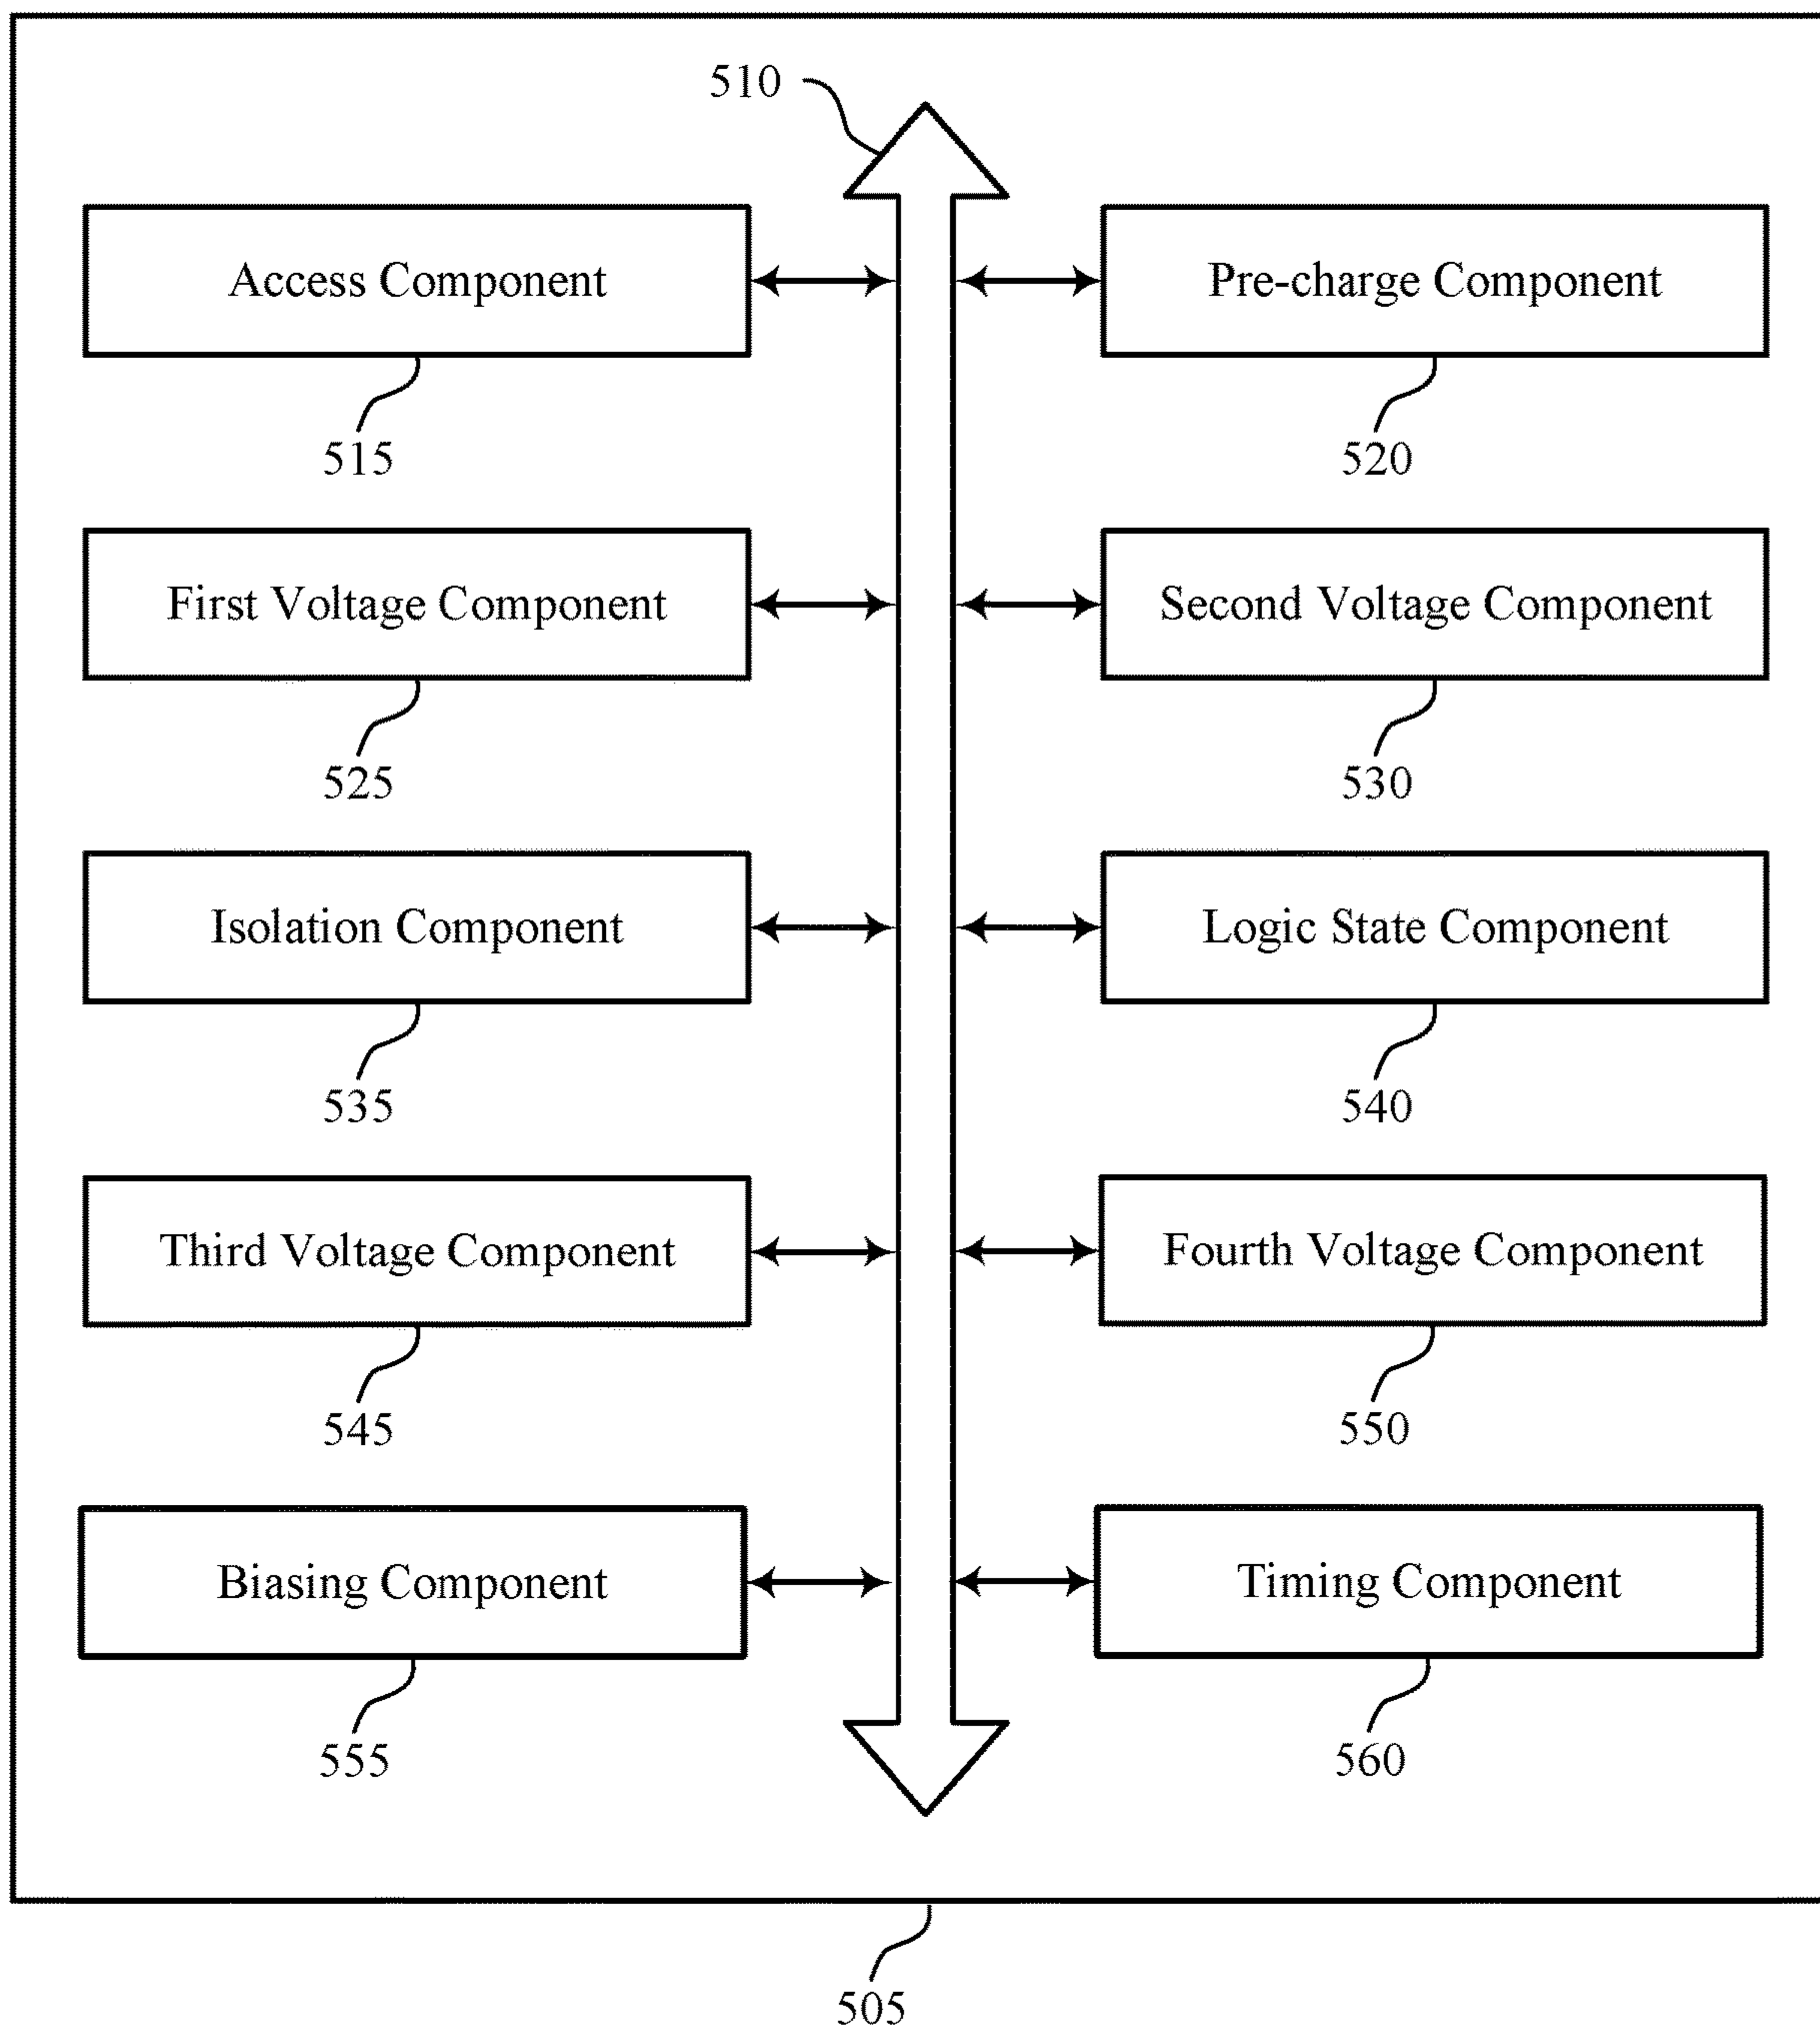 510
Access Component
Pre-charge Component
515
520
First Voltage Component
Second Voltage Component
525
530
Isolation Component
Logic State Component
535
540
Third Voltage Component
Fourth Voltage Component
545
550
Biasing Component
Timing Component
555
560
505